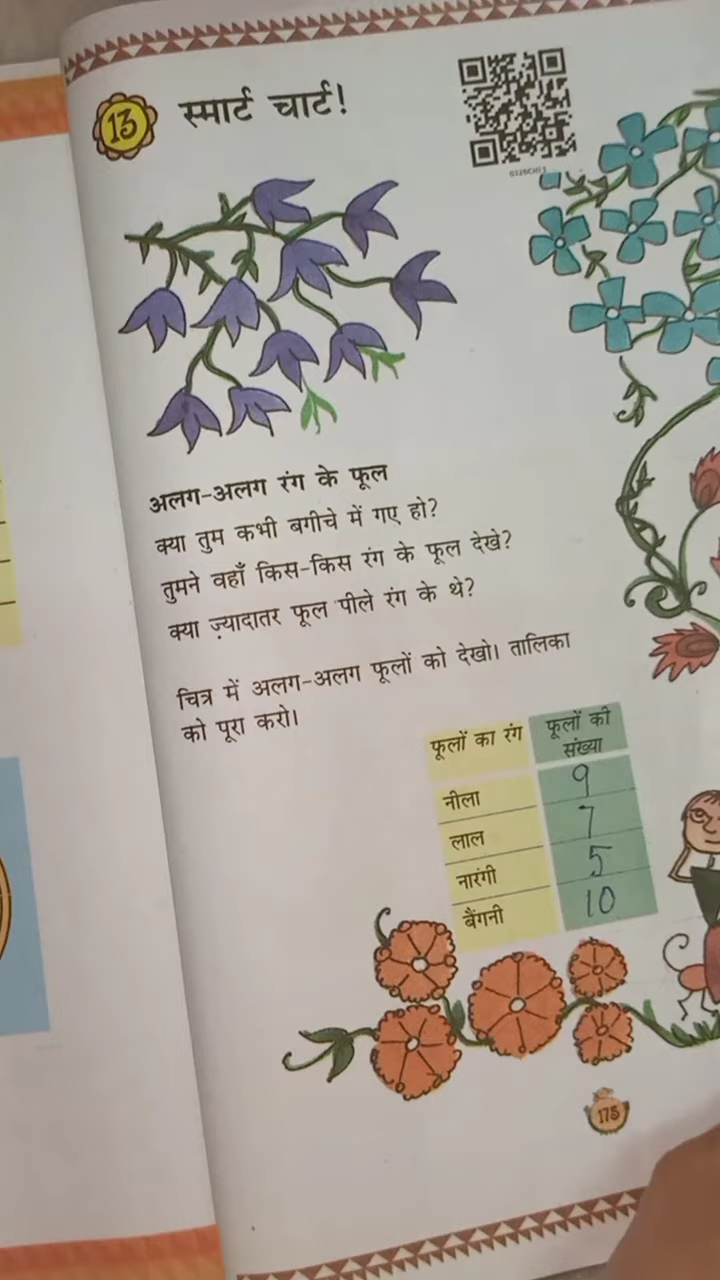 13 स्मार्ट चार्ट!
अलग-अलग रंग के फूल
क्या तुम कभी बगीचे में गए हो?
तुमने वहाँ किस-किस रंग के फूल देखे?
क्या ज़्यादातर फूल पीले रंग के थे?
चित्र में अलग-अलग फूलों को देखो। तालिका
को पूरा करो।
फूलों का रंग फूलों की
संख्या
नीला 9
लाल 7
नारंगी 5
बैंगनी 10
175